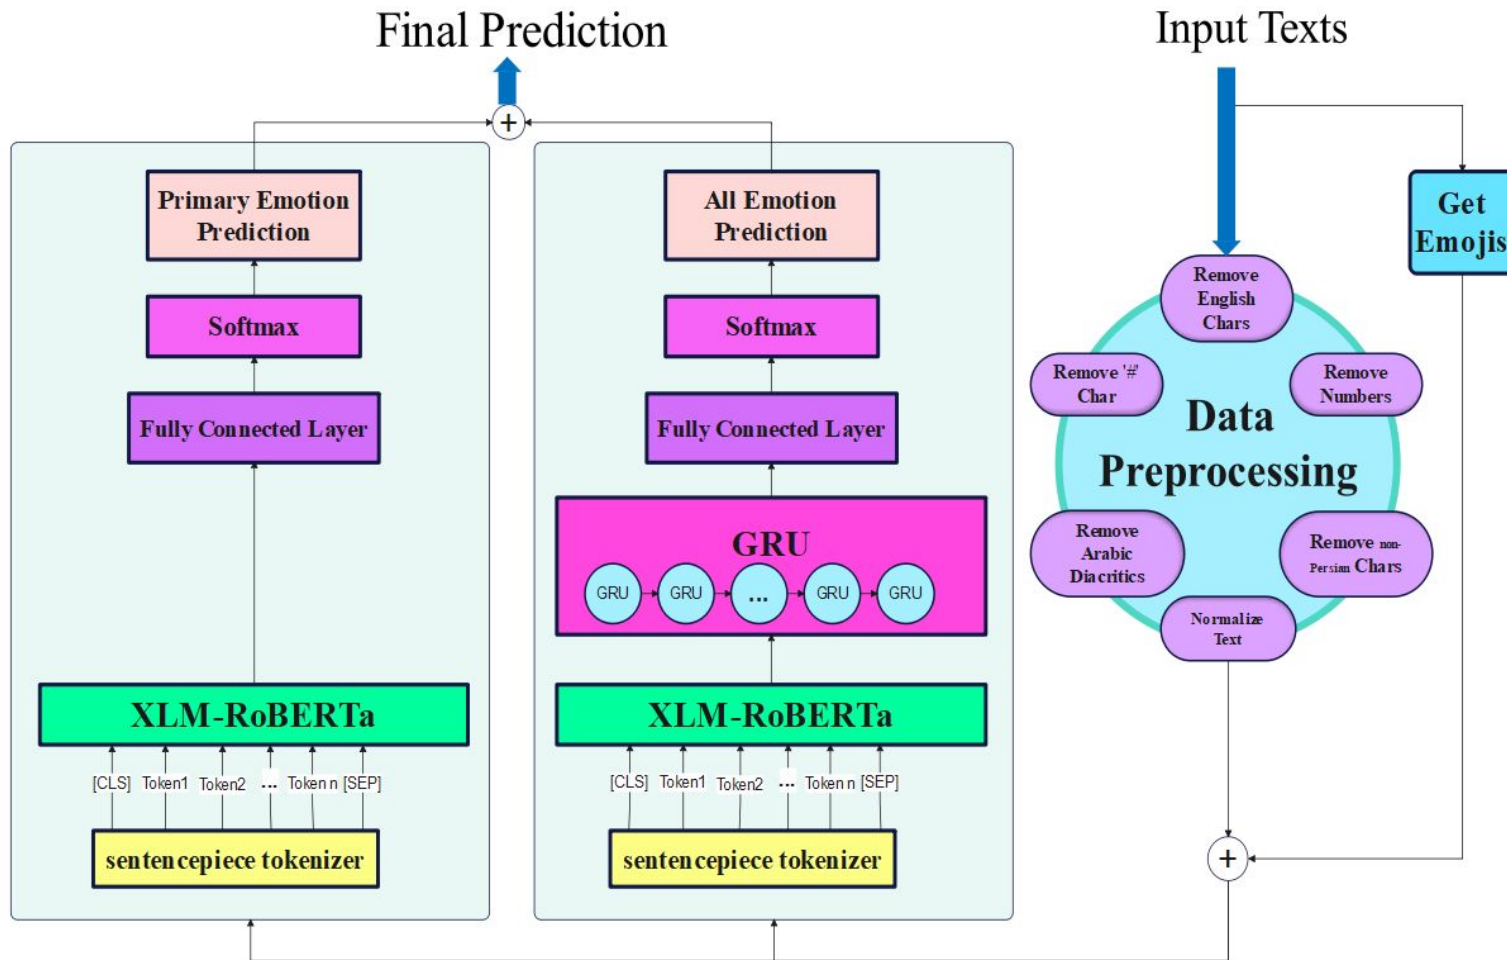 Final Prediction
Input Texts
+
Primary Emotion
Prediction
Softmax
Fully Connected Layer
XLM-RoBERTa
[CLS] Token1 Token2 ... Token n [SEP]
sentencepiece tokenizer
All Emotion
Prediction
Softmax
Fully Connected Layer
GRU
GRU GRU ... GRU GRU
XLM-RoBERTa
[CLS] Token1 Token2 ... Token n [SEP]
sentencepiece tokenizer
Get
Emojis
Remove
English
Chars
Remove '#'
Char
Remove
Numbers
Data
Preprocessing
Remove
Arabic
Diacritics
Remove non-
Persian Chars
Normalize
Text
+